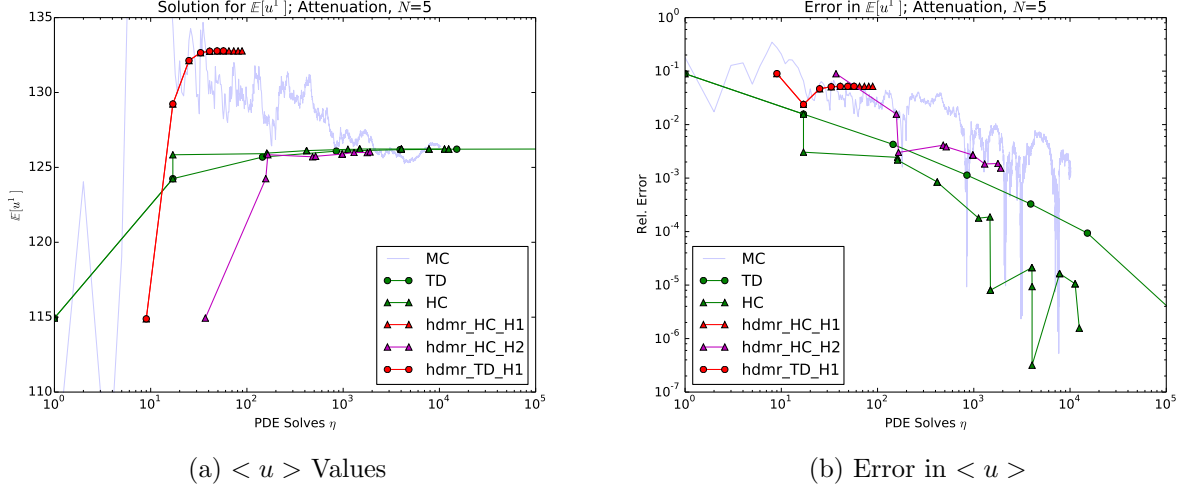 Solution for 𝔼[u¹]; Attenuation, N=5
135
130
125
120
115
110
𝔼[u¹]
10⁰ 10¹ 10² 10³ 10⁴ 10⁵
PDE Solves η
MC
TD
HC
hdmr_HC_H1
hdmr_HC_H2
hdmr_TD_H1
(a) < u > Values
Error in 𝔼[u¹]; Attenuation, N=5
10⁰
10⁻¹
10⁻²
10⁻³
10⁻⁴
10⁻⁵
10⁻⁶
10⁻⁷
Rel. Error
10⁰ 10¹ 10² 10³ 10⁴ 10⁵
PDE Solves η
MC
TD
HC
hdmr_HC_H1
hdmr_HC_H2
hdmr_TD_H1
(b) Error in < u >